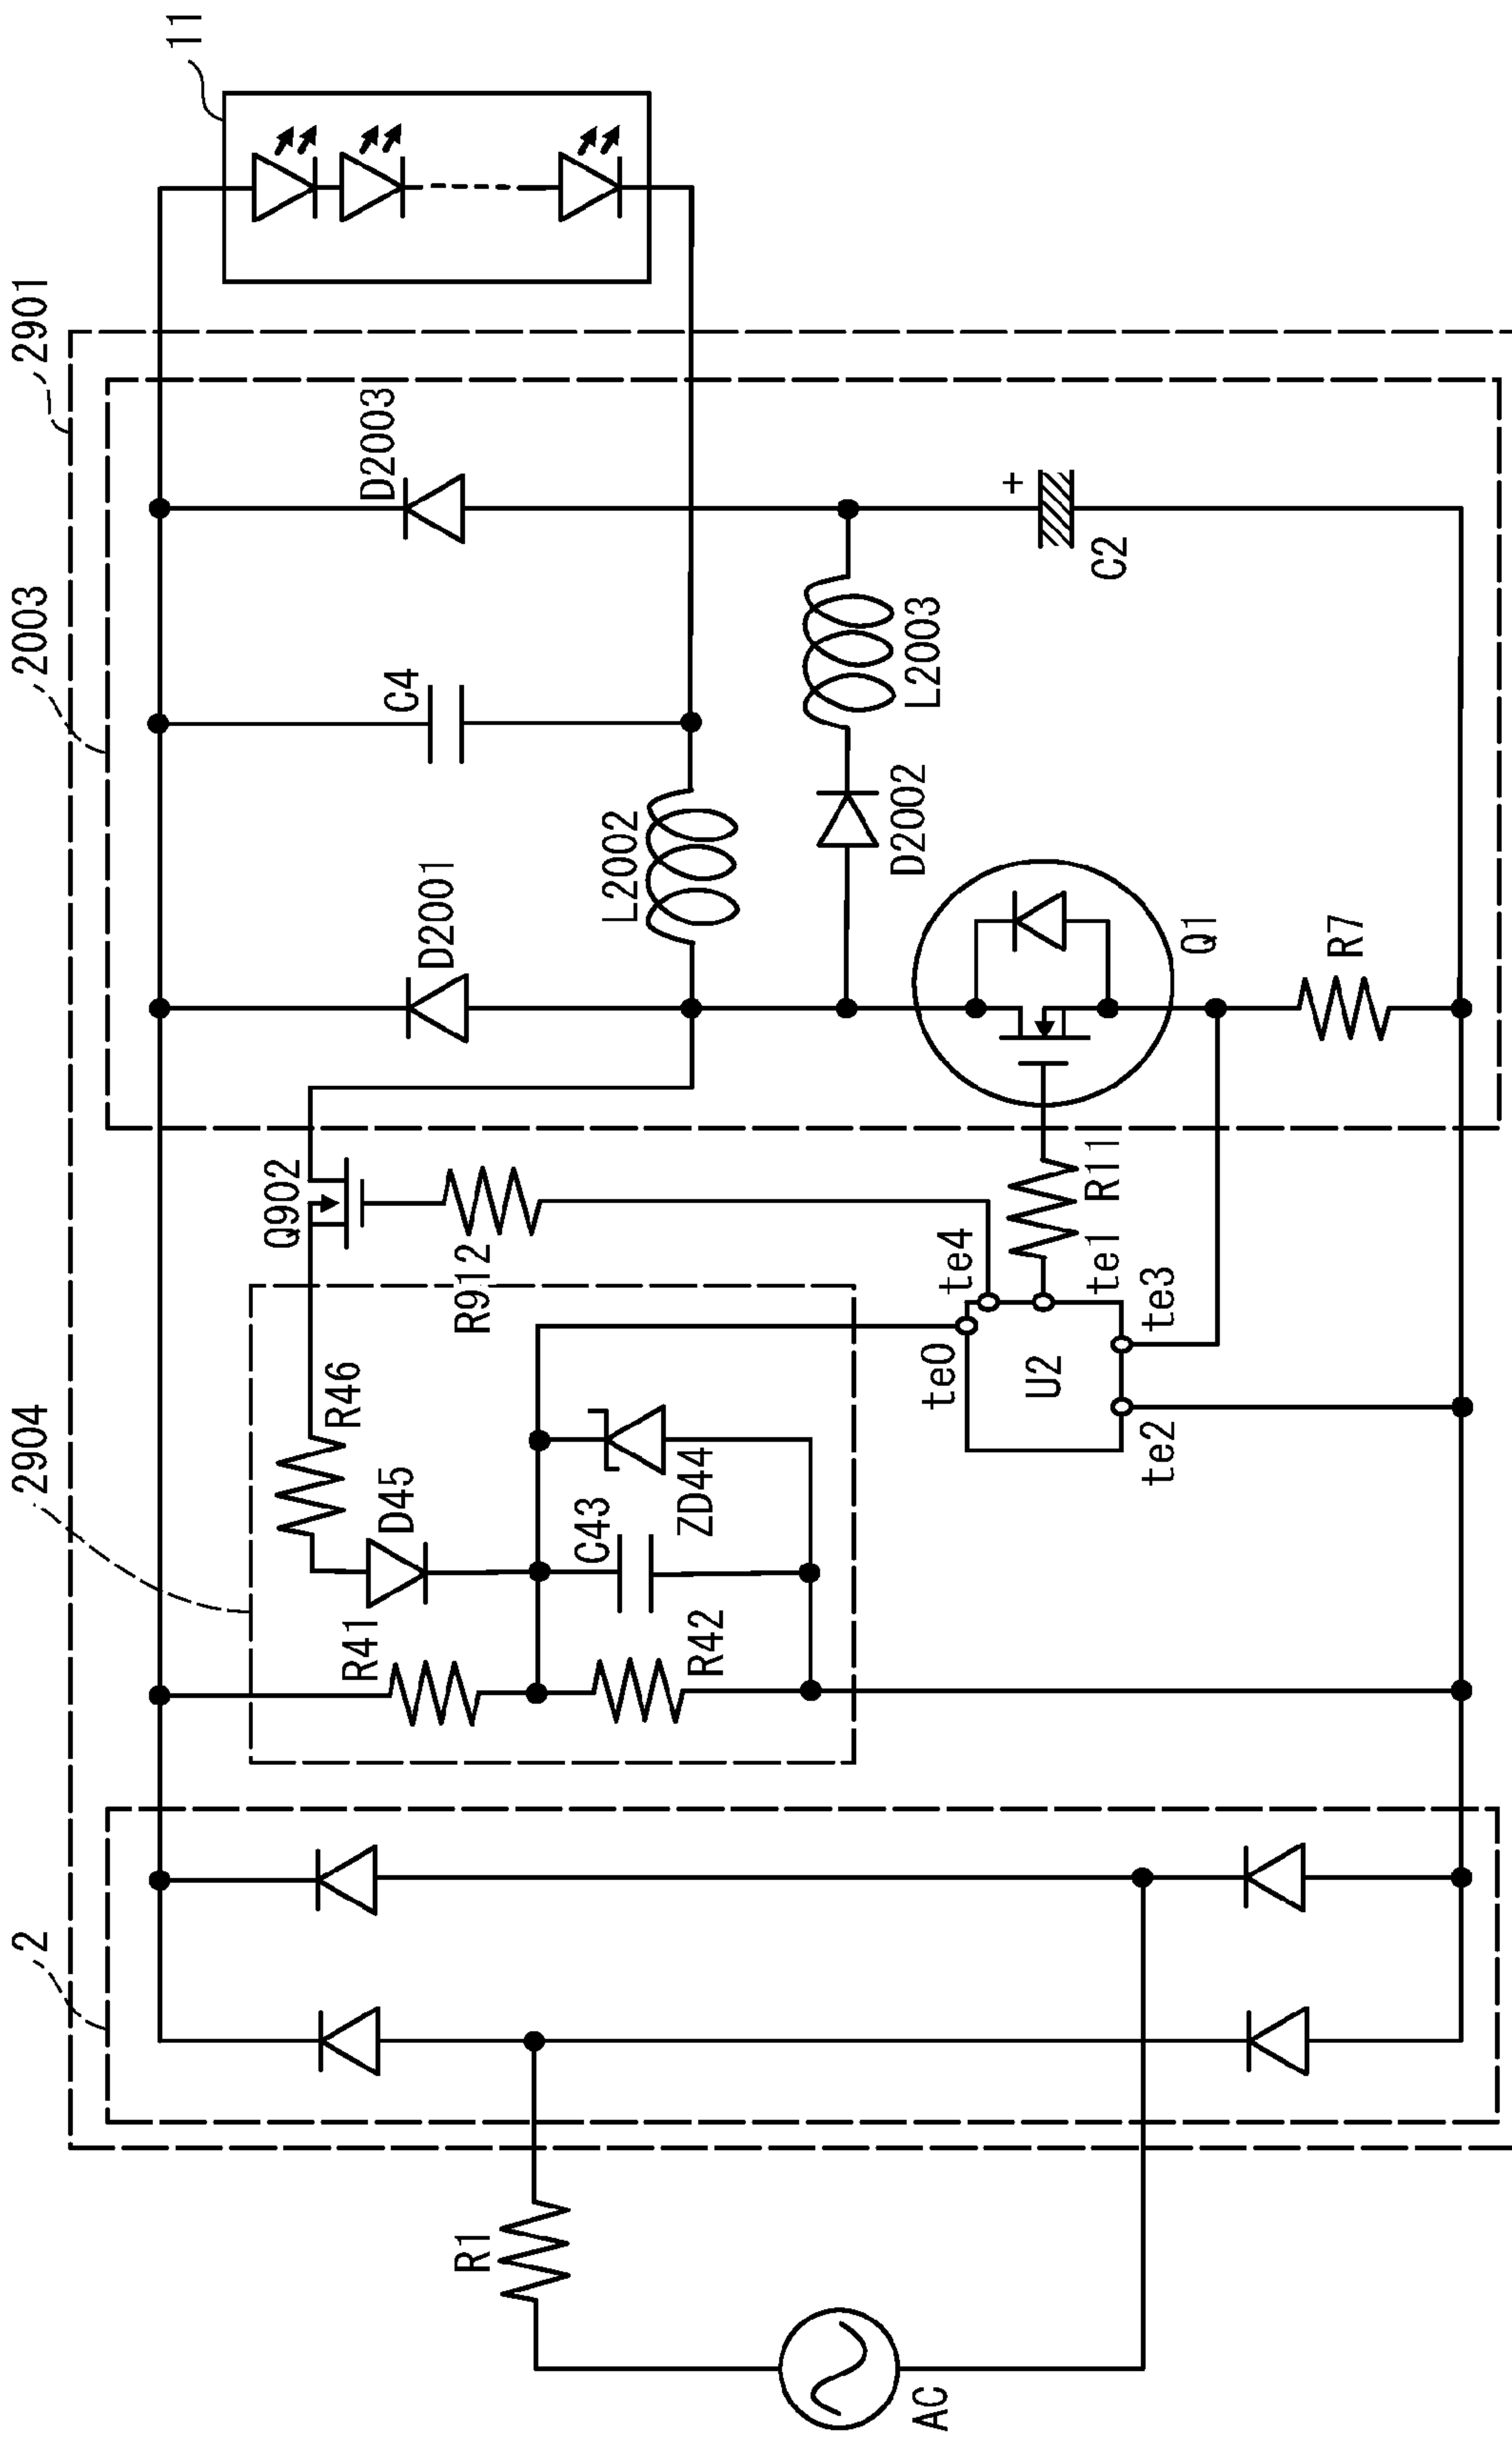 11
2901
2003
D2003
C4
D2001
L2002
+
C2
L2003
D2002
Q1
R7
Q902
R912
R11
te4
te1
te3
te0
U2
te2
2904
R46
D45
C43
ZD44
R41
R42
2
R1
AC